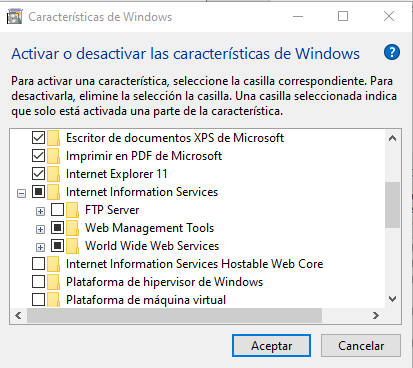 Características de Windows
Activar o desactivar las características de Windows
Para activar una característica, seleccione la casilla correspondiente. Para
desactivarla, elimine la selección la casilla. Una casilla seleccionada indica
que solo está activada una parte de la característica.
Escritor de documentos XPS de Microsoft
Imprimir en PDF de Microsoft
Internet Explorer 11
Internet Information Services
FTP Server
Web Management Tools
World Wide Web Services
Internet Information Services Hostable Web Core
Plataforma de hipervisor de Windows
Plataforma de máquina virtual
Aceptar
Cancelar